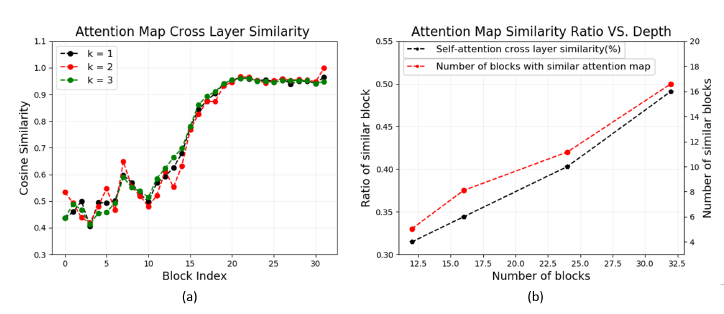 Attention Map Cross Layer Similarity
1.1
1.0
0.9
0.8
0.7
0.6
0.5
0.4
0.3
Cosine Similarity
k = 1
k = 2
k = 3
0 5 10 15 20 25 30
Block Index
(a)
Attention Map Similarity Ratio VS. Depth
0.55
0.50
0.45
0.40
0.35
0.30
Ratio of similar block
Self-attention cross layer similarity(%)
Number of blocks with similar attention map
20
18
16
14
12
10
8
6
4
Number of similar blocks
12.5 15.0 17.5 20.0 22.5 25.0 27.5 30.0 32.5
Number of blocks
(b)